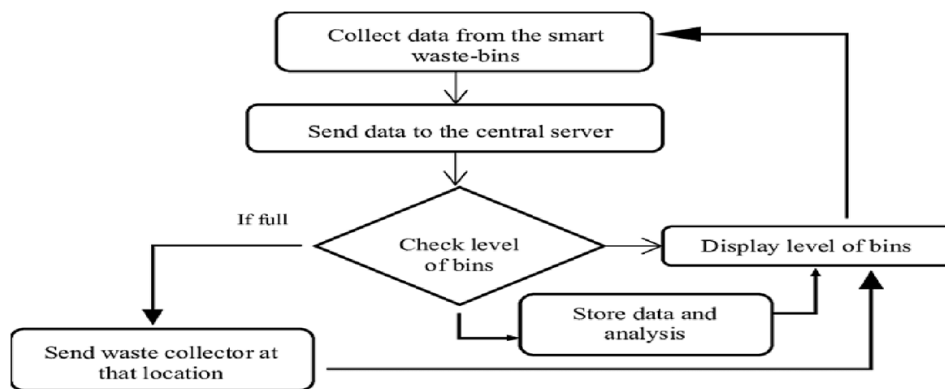 Collect data from the smart
waste-bins
Send data to the central server
If full
Check level
of bins
Display level of bins
Store data and
analysis
Send waste collector at
that location